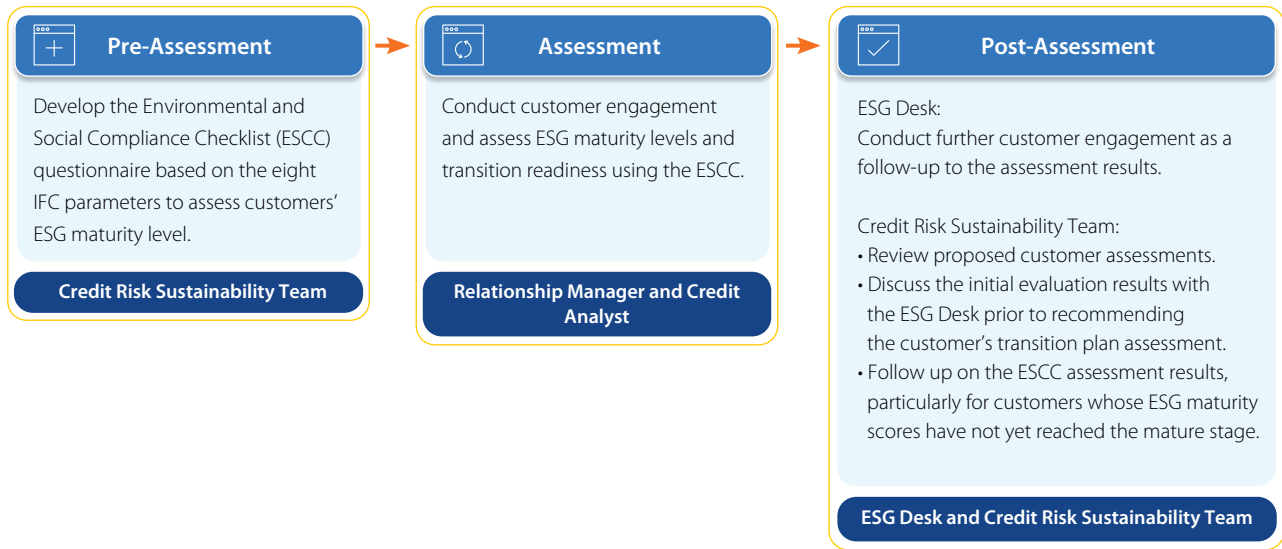 Pre-Assessment
Develop the Environmental and
Social Compliance Checklist (ESCC)
questionnaire based on the eight
IFC parameters to assess customers’
ESG maturity level.
Credit Risk Sustainability Team
Assessment
Conduct customer engagement
and assess ESG maturity levels and
transition readiness using the ESCC.
Relationship Manager and Credit
Analyst
Post-Assessment
ESG Desk:
Conduct further customer engagement as a
follow-up to the assessment results.
Credit Risk Sustainability Team:
• Review proposed customer assessments.
• Discuss the initial evaluation results with
the ESG Desk prior to recommending
the customer’s transition plan assessment.
• Follow up on the ESCC assessment results,
particularly for customers whose ESG maturity
scores have not yet reached the mature stage.
ESG Desk and Credit Risk Sustainability Team